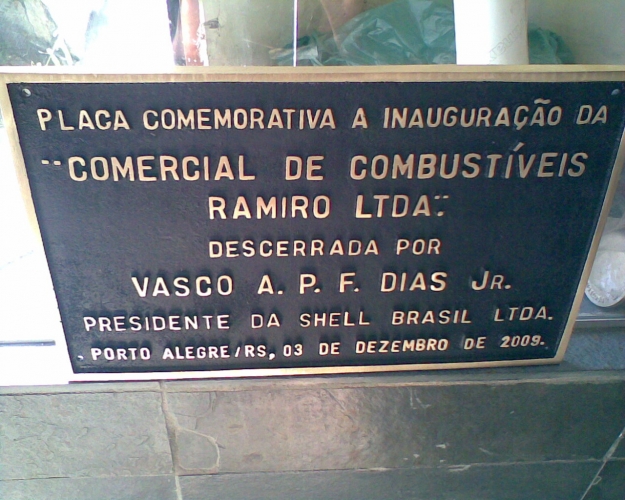 PLACA COMEMORATIVA A INAUGURAÇÃO DA
"COMERCIAL DE COMBUSTÍVEIS
RAMIRO LTDA".
DESCERRADA POR
VASCO A. P. F. DIAS JR.
PRESIDENTE DA SHELL BRASIL LTDA.
PORTO ALEGRE/RS, 03 DE DEZEMBRO DE 2009.